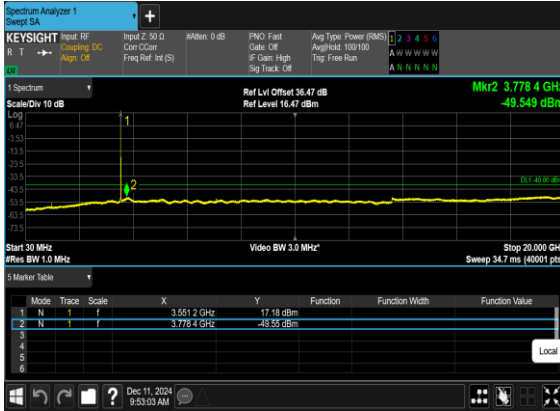 Spectrum Analyzer 1
Swept SA
+
KEYSIGHT Input: RF Input Z: 50 Ω #Atten: 0 dB PNO: Fast Avg Type: Power (RMS) 1 2 3 4 5 6
R T Coupling: DC Corr CCorr Gate: Off Avg|Hold: 100/100 A W W W W W
Align: Off Freq Ref: Int (S) IF Gain: High Trig: Free Run
Sig Track: Off A N N N N N
1 Spectrum Ref Lvl Offset 36.47 dB Mkr2 3.778 4 GHz
Scale/Div 10 dB Ref Level 16.47 dBm -49.549 dBm
Log
6.47
-3.53
-13.5
-23.5
-33.5
-43.5
-53.5
-63.5
-73.5
1
2
DL1 -40.00 dBm
Start 30 MHz Video BW 3.0 MHz* Stop 20.000 GHz
#Res BW 1.0 MHz Sweep 34.7 ms (40001 pts)
5 Marker Table
Mode Trace Scale X Y Function Function Width Function Value
1 N 1 f 3.551 2 GHz 17.18 dBm
2 N 1 f 3.778 4 GHz -49.55 dBm
3
4
5
6
Local
? Dec 11, 2024
9:53:03 AM